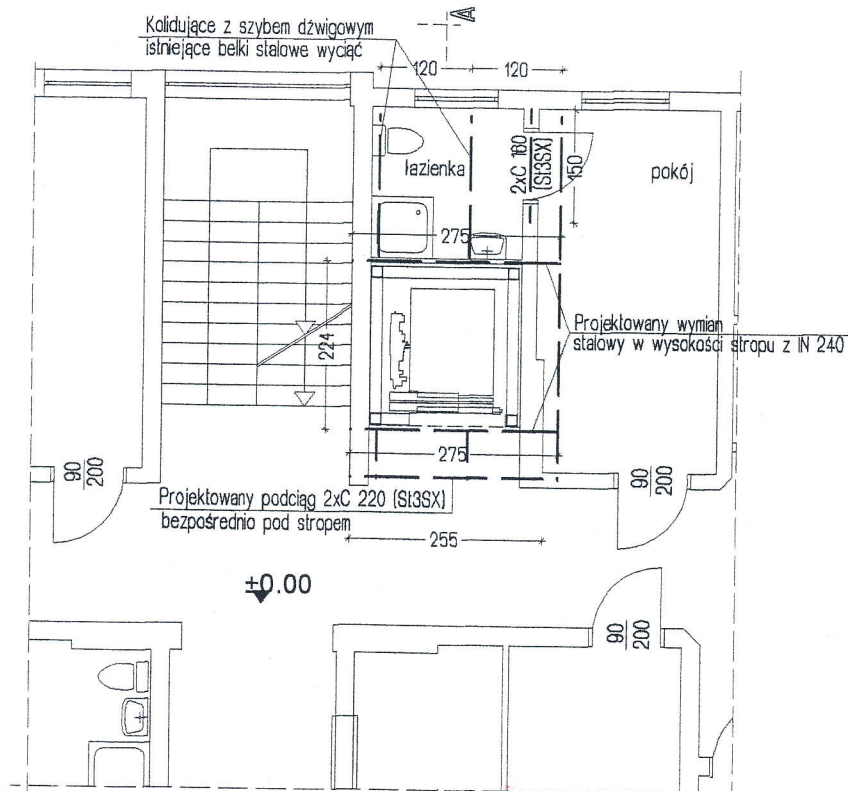 Kolidujące z szybem dźwigowym
istniejące belki stalowe wyciąć
A
120
120
2xC 180
(St3SX)
150
łazienka
pokój
275
Projektowany wymian
stalowy w wysokości stropu z IN 240
224
275
90
200
90
200
Projektowany podciąg 2xC 220 (St3SX)
bezpośrednio pod stropem
255
±0.00
90
200